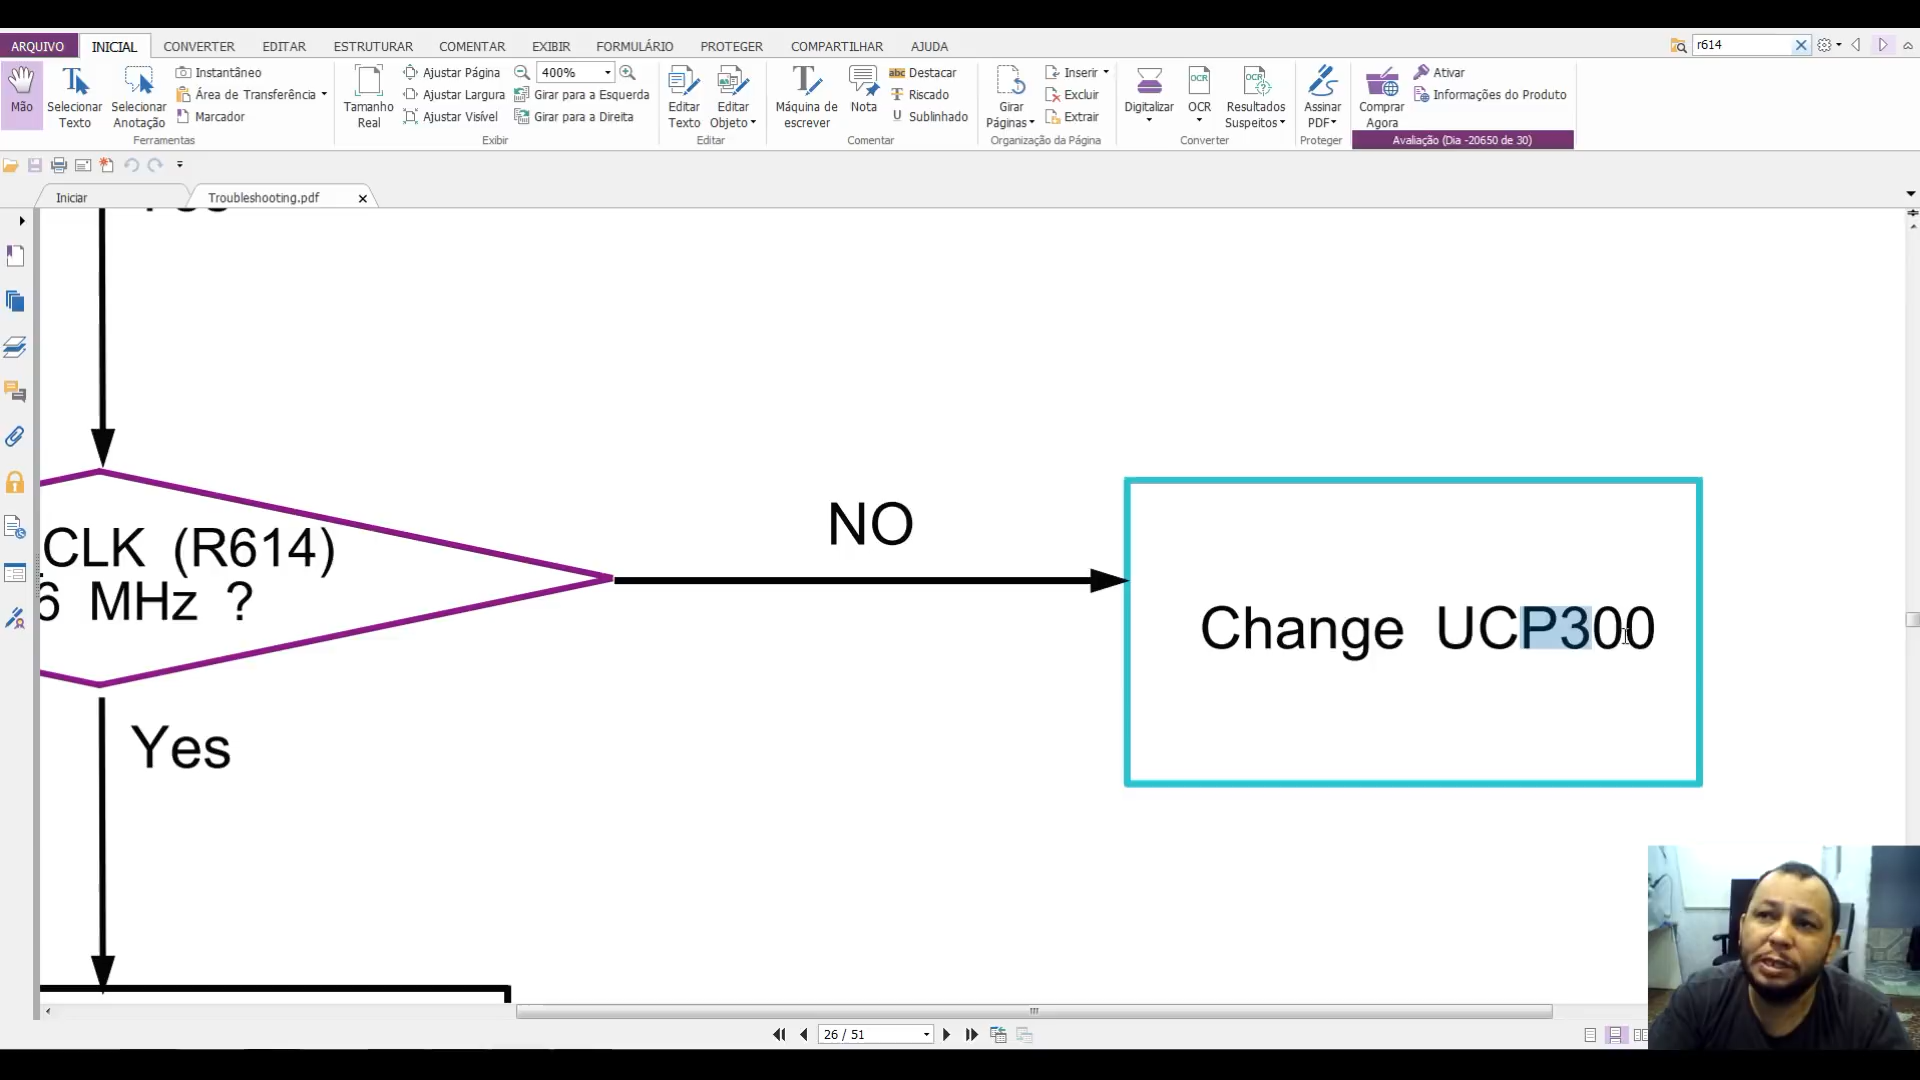 ARQUIVO INICIAL CONVERTER EDITAR ESTRUTURAR COMENTAR EXIBIR FORMULÁRIO PROTEGER COMPARTILHAR AJUDA r614
Mão
Selecionar Texto
Selecionar Anotação
Instantâneo
Área de Transferência
Marcador
Ferramentas
Tamanho Real
Ajustar Página
Ajustar Largura
Ajustar Visível
400%
Girar para a Esquerda
Girar para a Direita
Exibir
Editar Texto
Editar Objeto
Editar
Máquina de escrever
Nota
abc Destacar
T Riscado
U Sublinhado
Comentar
Girar Páginas
Inserir
Excluir
Extrair
Organização da Página
Digitalizar
OCR
OCR
OCR
Resultados Suspeitos
Converter
Assinar PDF
Proteger
Comprar Agora
Ativar
Informações do Produto
Avaliação (Dia -20650 de 30)
Iniciar
Troubleshooting.pdf
CLK (R614)
6 MHz ?
NO
Change UCP300
Yes
26 / 51